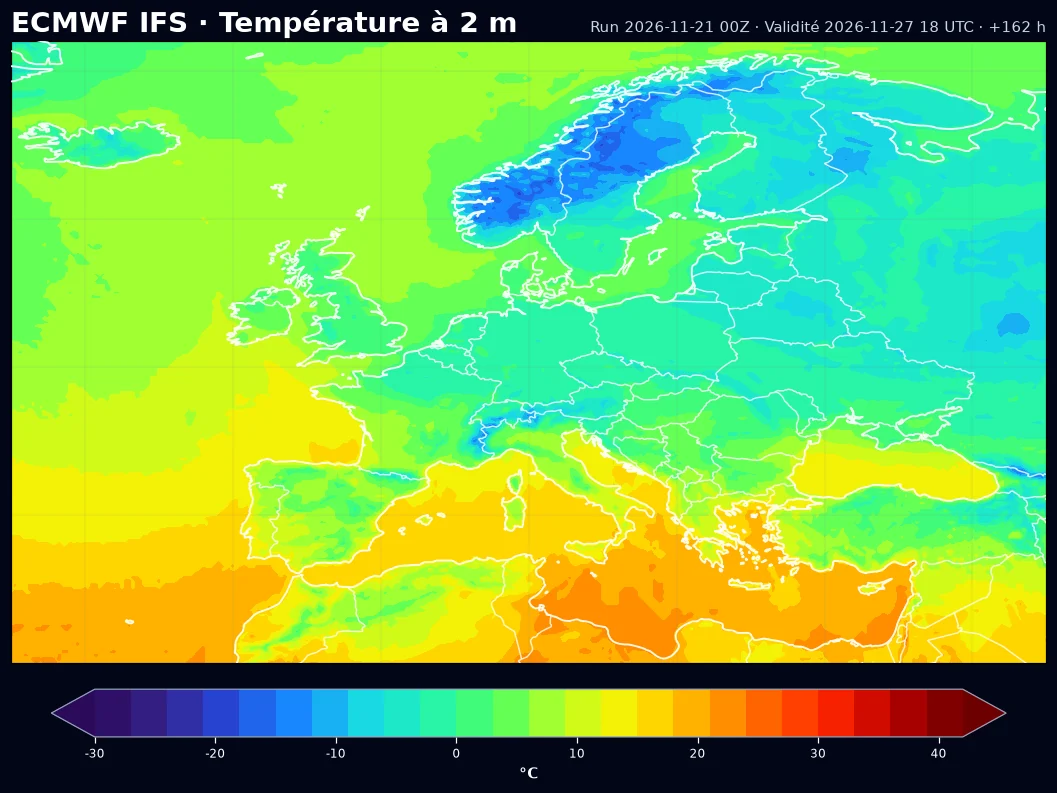 ECMWF IFS · Température à 2 m
Run 2026-11-21 00Z · Validité 2026-11-27 18 UTC · +162 h
-30 -20 -10 0 10 20 30 40
°C